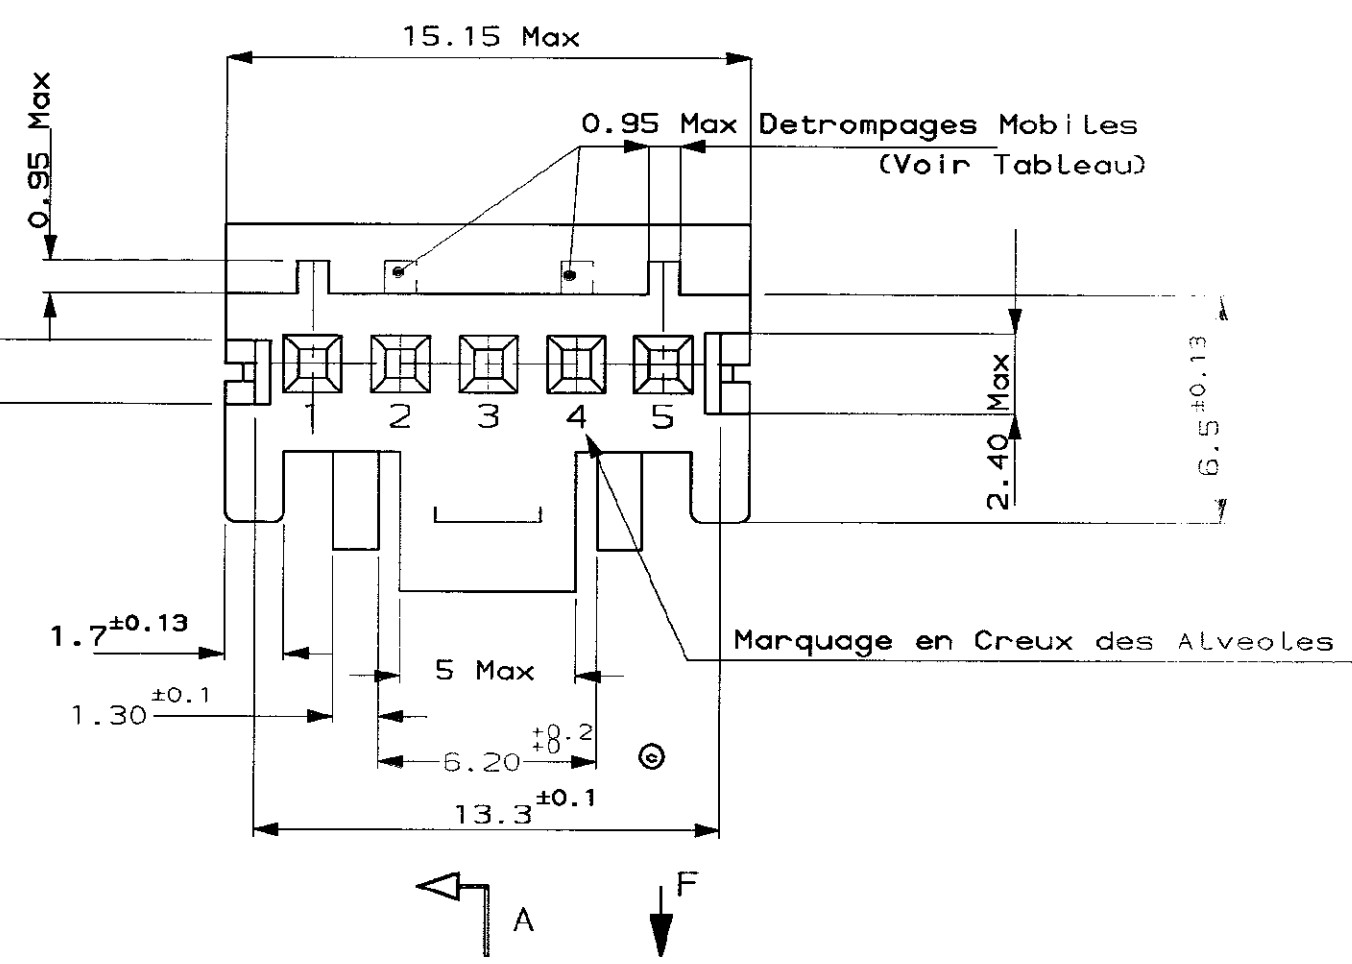 15.15 Max
0.95 Max
0.95 Max Detrompages Mobiles
(Voir Tableau)
1 2 3 4 5
2.40 Max
6.5±0.13
1.7±0.13
5 Max
Marquage en Creux des Alveoles
1.30±0.1
6.20 +0.2
±0
©
13.3±0.1
A
F